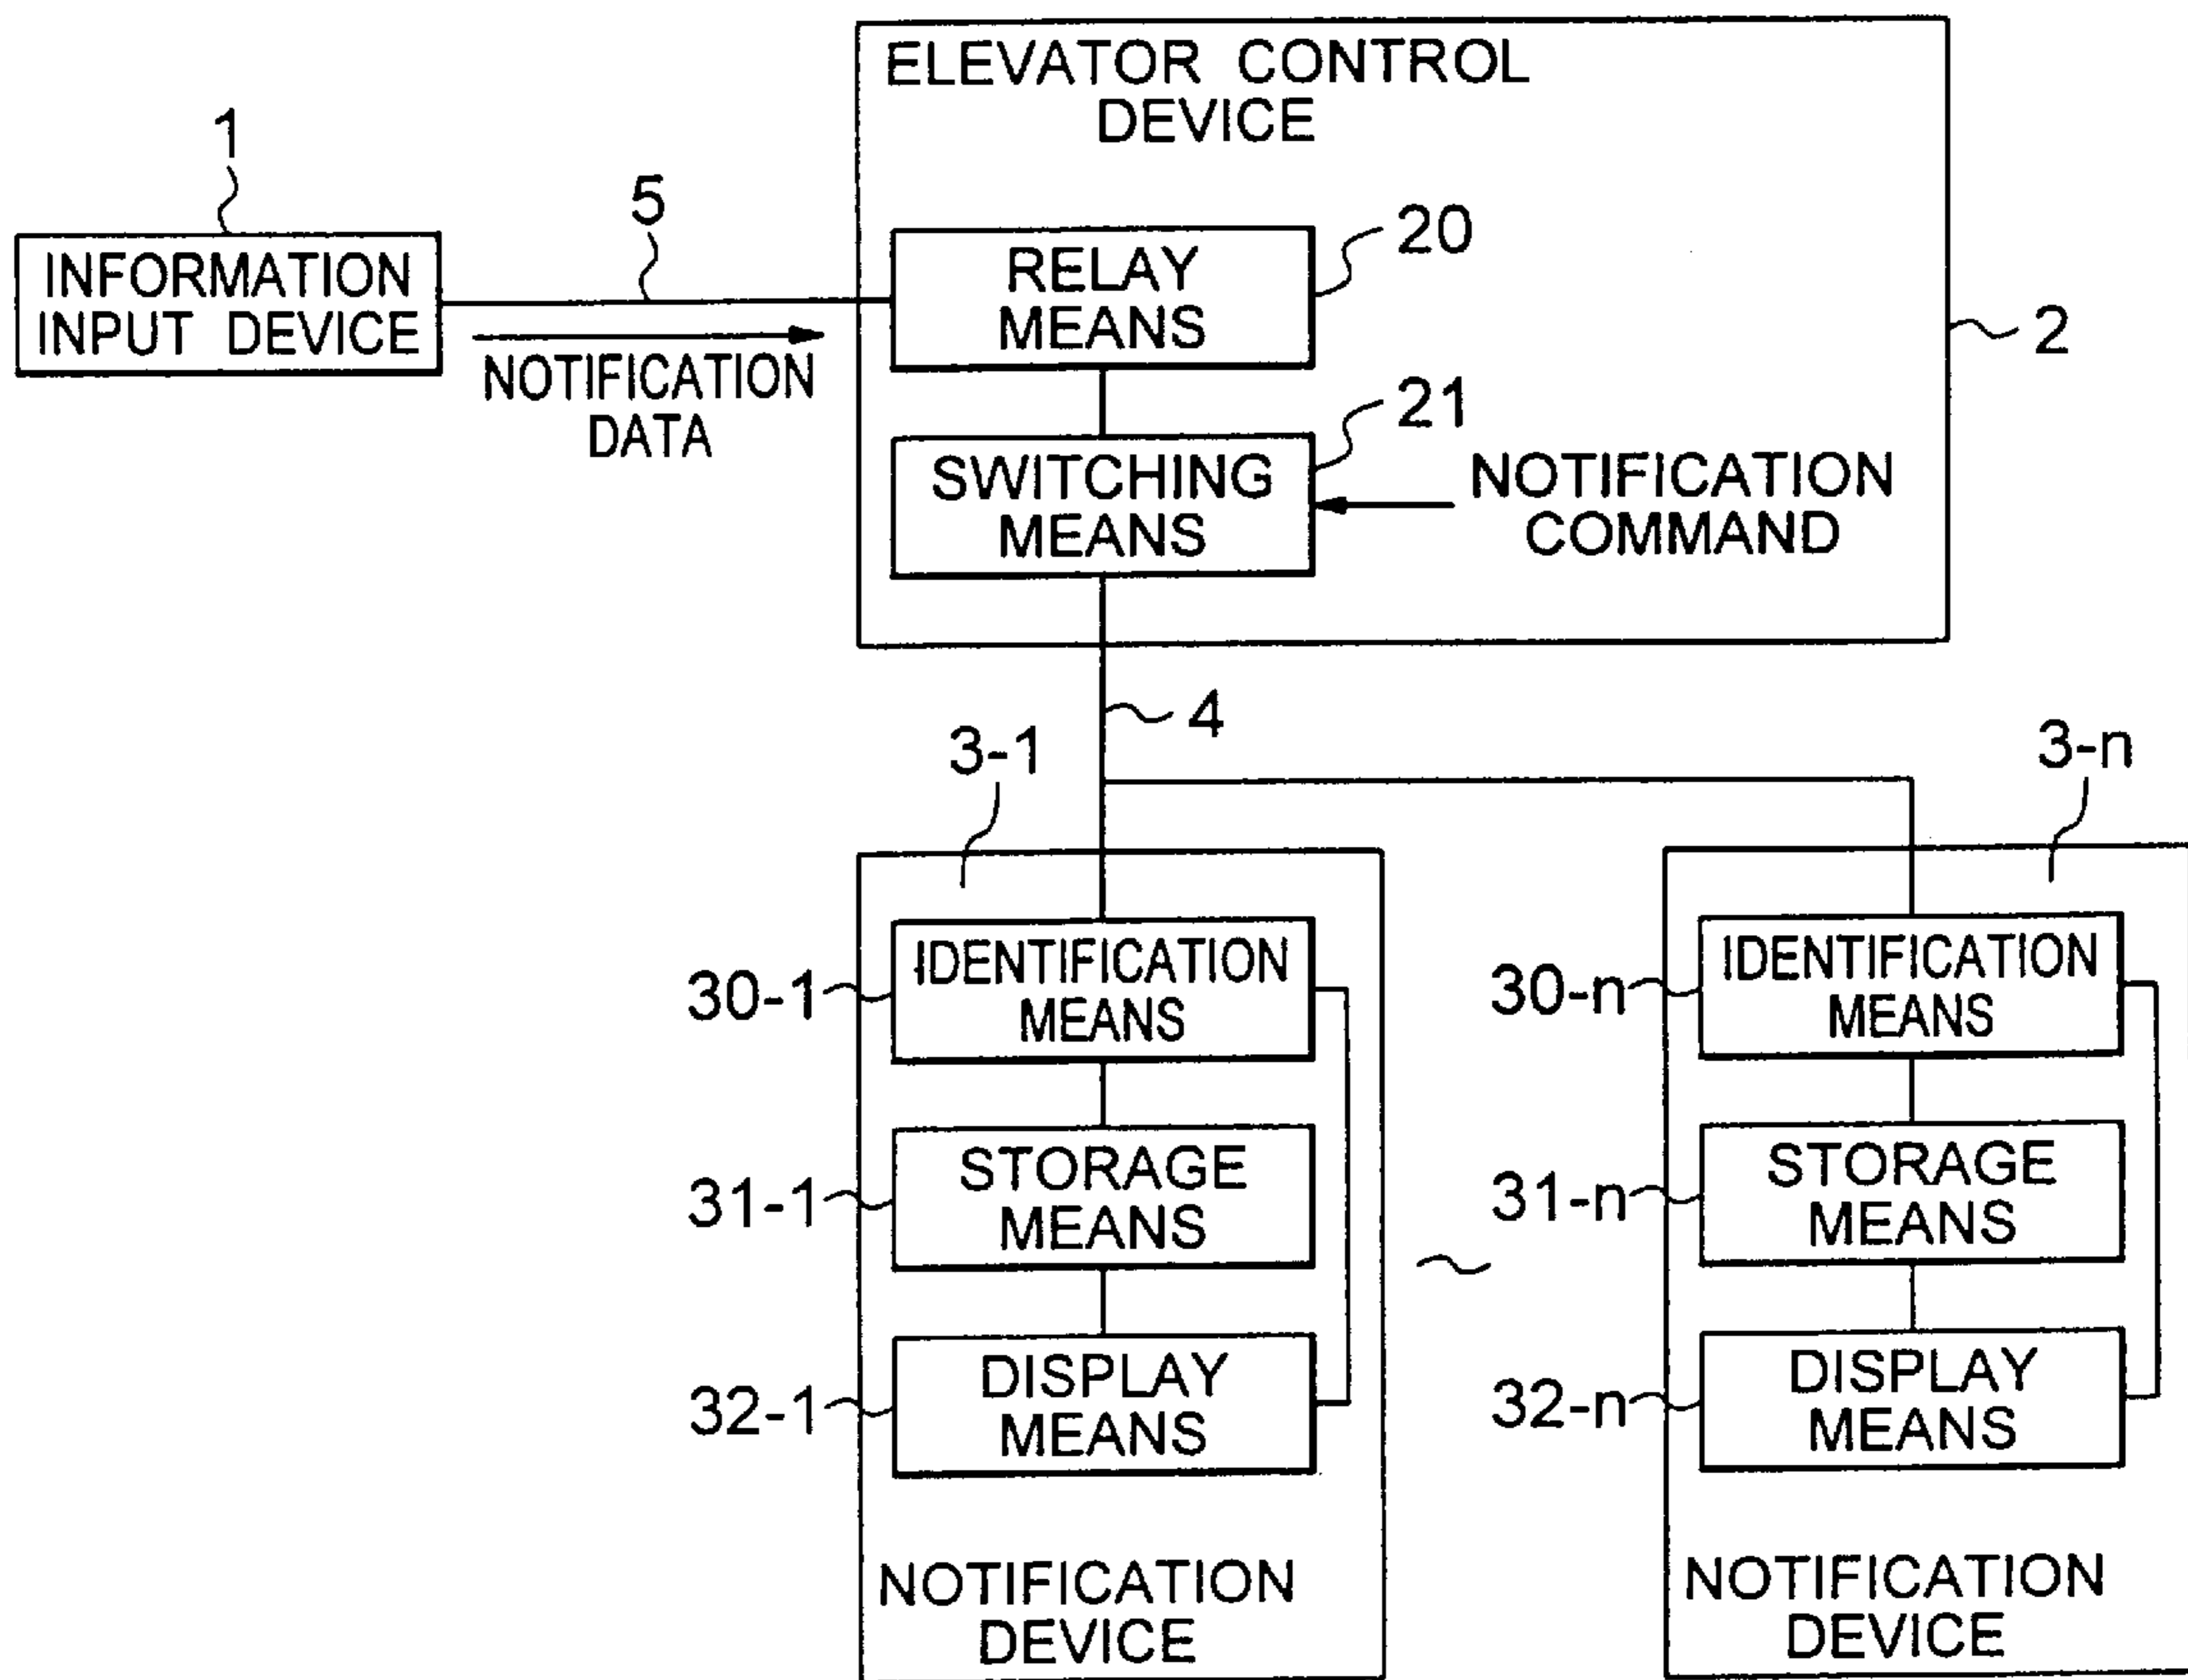 ELEVATOR CONTROL
DEVICE
1
5
INFORMATION
INPUT DEVICE
NOTIFICATION
DATA
RELAY
MEANS
20
2
21
SWITCHING
MEANS
NOTIFICATION
COMMAND
4
3-1
3-n
30-1
IDENTIFICATION
MEANS
31-1
STORAGE
MEANS
32-1
DISPLAY
MEANS
NOTIFICATION
DEVICE
30-n
IDENTIFICATION
MEANS
31-n
STORAGE
MEANS
32-n
DISPLAY
MEANS
NOTIFICATION
DEVICE